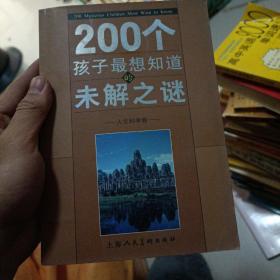 200 Mysteries Children Most Want to Know
200个
孩子最想知道
的
未解之谜
人文科学卷
上海人民美术出版社